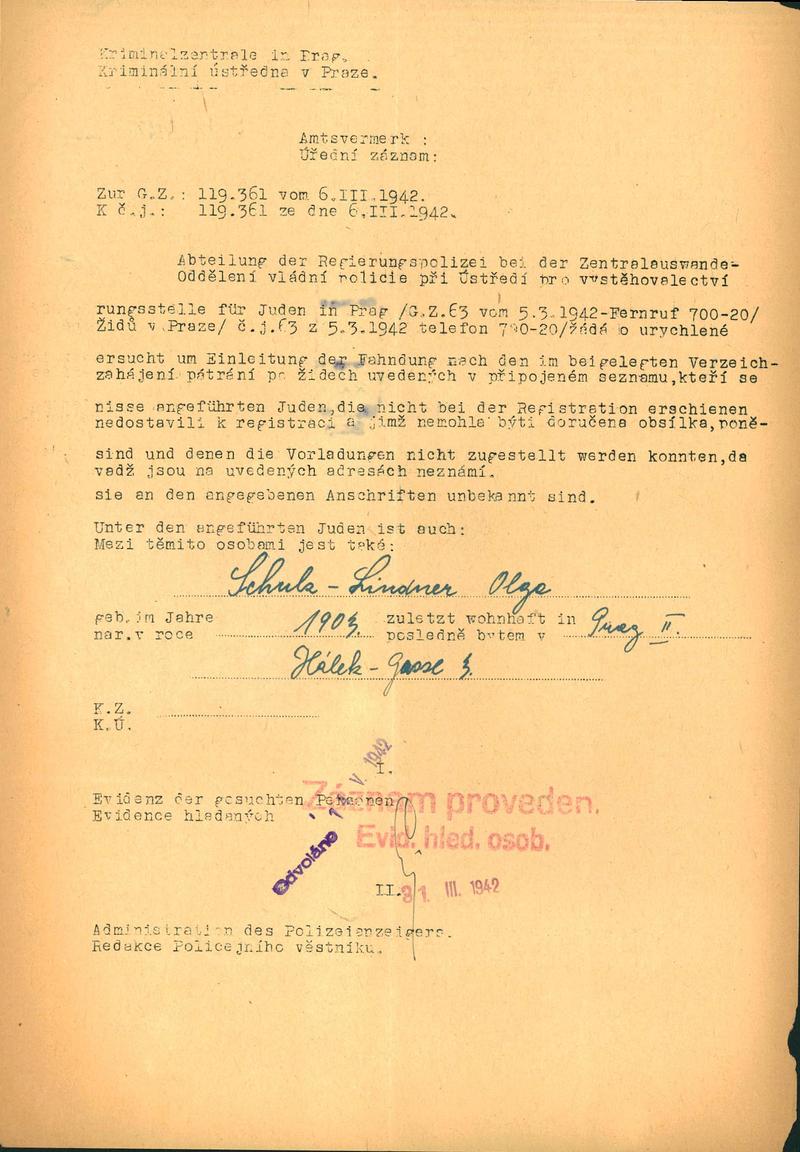 Kriminalzentrale in Prag.
Kriminální ústředna v Praze.
Amtsvermerk :
Úřední záznam:
Zur G.Z.: 119.361 vom 6.III.1942.
K č.j.: 119.361 ze dne 6.III.1942.
Abteilung der Regierungspolizei bei der Zentralauswande-
Oddělení vládní policie při Ústředí pro vystěhovalectví
rungsstelle für Juden in Prag /G.Z.63 vom 5.3.1942-Fernruf 700-20/
Židů v Praze/ č.j.63 z 5.3.1942 telefon 700-20/žádá o urychlené
ersucht um Einleitung der Fahndung nach den im beigelegten Verzeich-
zahájení pátrání po židech uvedených v připojeném seznamu,kteří se
nisse angeführten Juden,die nicht bei der Registration erschienen
nedostavili k registraci a jimž nemohla býti doručena obsílka,poně-
sind und denen die Vorladungen nicht zugestellt werden konnten,da
vadž jsou na uvedených adresách neznámí.
sie an den angegebenen Anschriften unbekannt sind.
Unter den angeführten Juden ist auch:
Mezi těmito osobami jest také:
Schulz - Lindner Olga
geb.im Jahre 1903. zuletzt wohnhaft in Prag II.
nar.v roce posledně bytem v
Hálek - Gasse 3.
K.Z.
K.Ú.
V. 1942
I.
Evidenz der gesuchten Personen
Evidence hledaných
Záznam proveden.
Evid. hled. osob.
Odvoláno
II.
31. III. 1942
Administration des Polizeianzeigers.
Redakce Policejního věstníku.